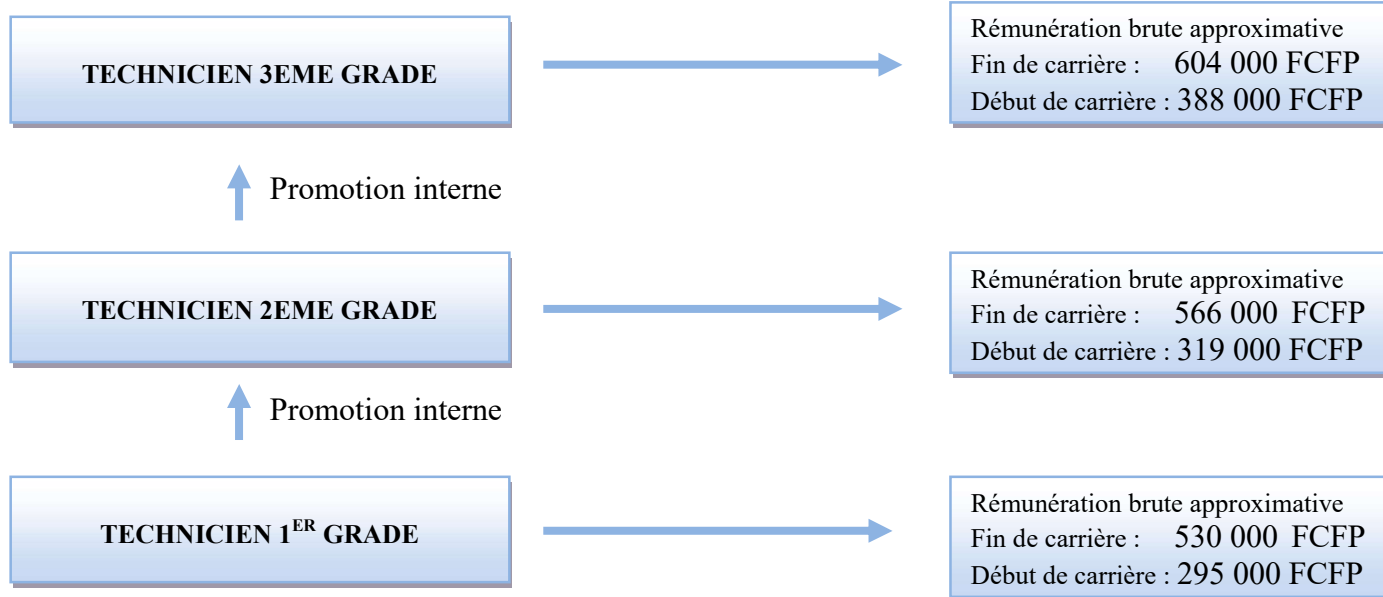 TECHNICIEN 3EME GRADE
Rémunération brute approximative
Fin de carrière : 604 000 FCFP
Début de carrière : 388 000 FCFP
Promotion interne
TECHNICIEN 2EME GRADE
Rémunération brute approximative
Fin de carrière : 566 000 FCFP
Début de carrière : 319 000 FCFP
Promotion interne
TECHNICIEN 1ER GRADE
Rémunération brute approximative
Fin de carrière : 530 000 FCFP
Début de carrière : 295 000 FCFP